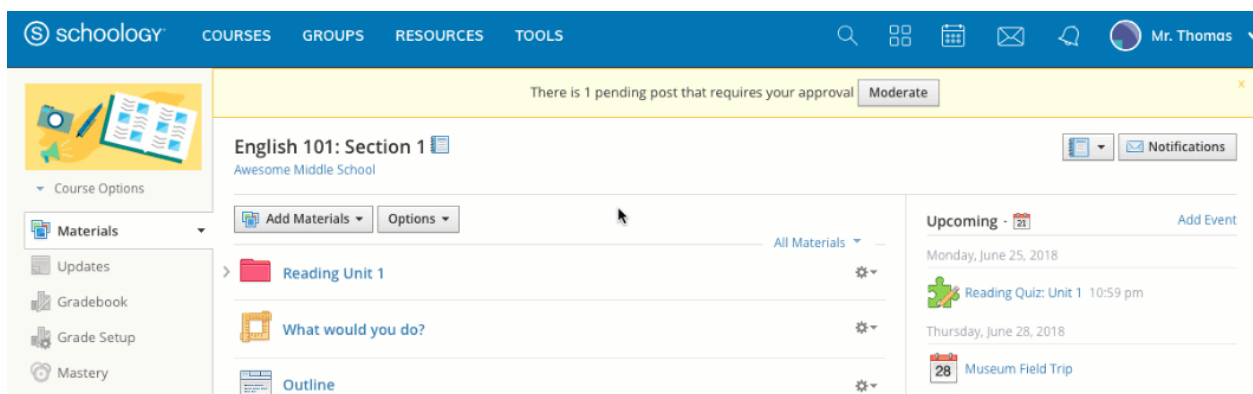 schoology COURSES GROUPS RESOURCES TOOLS Mr. Thomas
There is 1 pending post that requires your approval Moderate x
English 101: Section 1
Awesome Middle School
Notifications
Course Options
Materials
Updates
Gradebook
Grade Setup
Mastery
Add Materials Options
All Materials
Reading Unit 1
What would you do?
Outline
Upcoming · 21 Add Event
Monday, June 25, 2018
Reading Quiz: Unit 1 10:59 pm
Thursday, June 28, 2018
28 Museum Field Trip